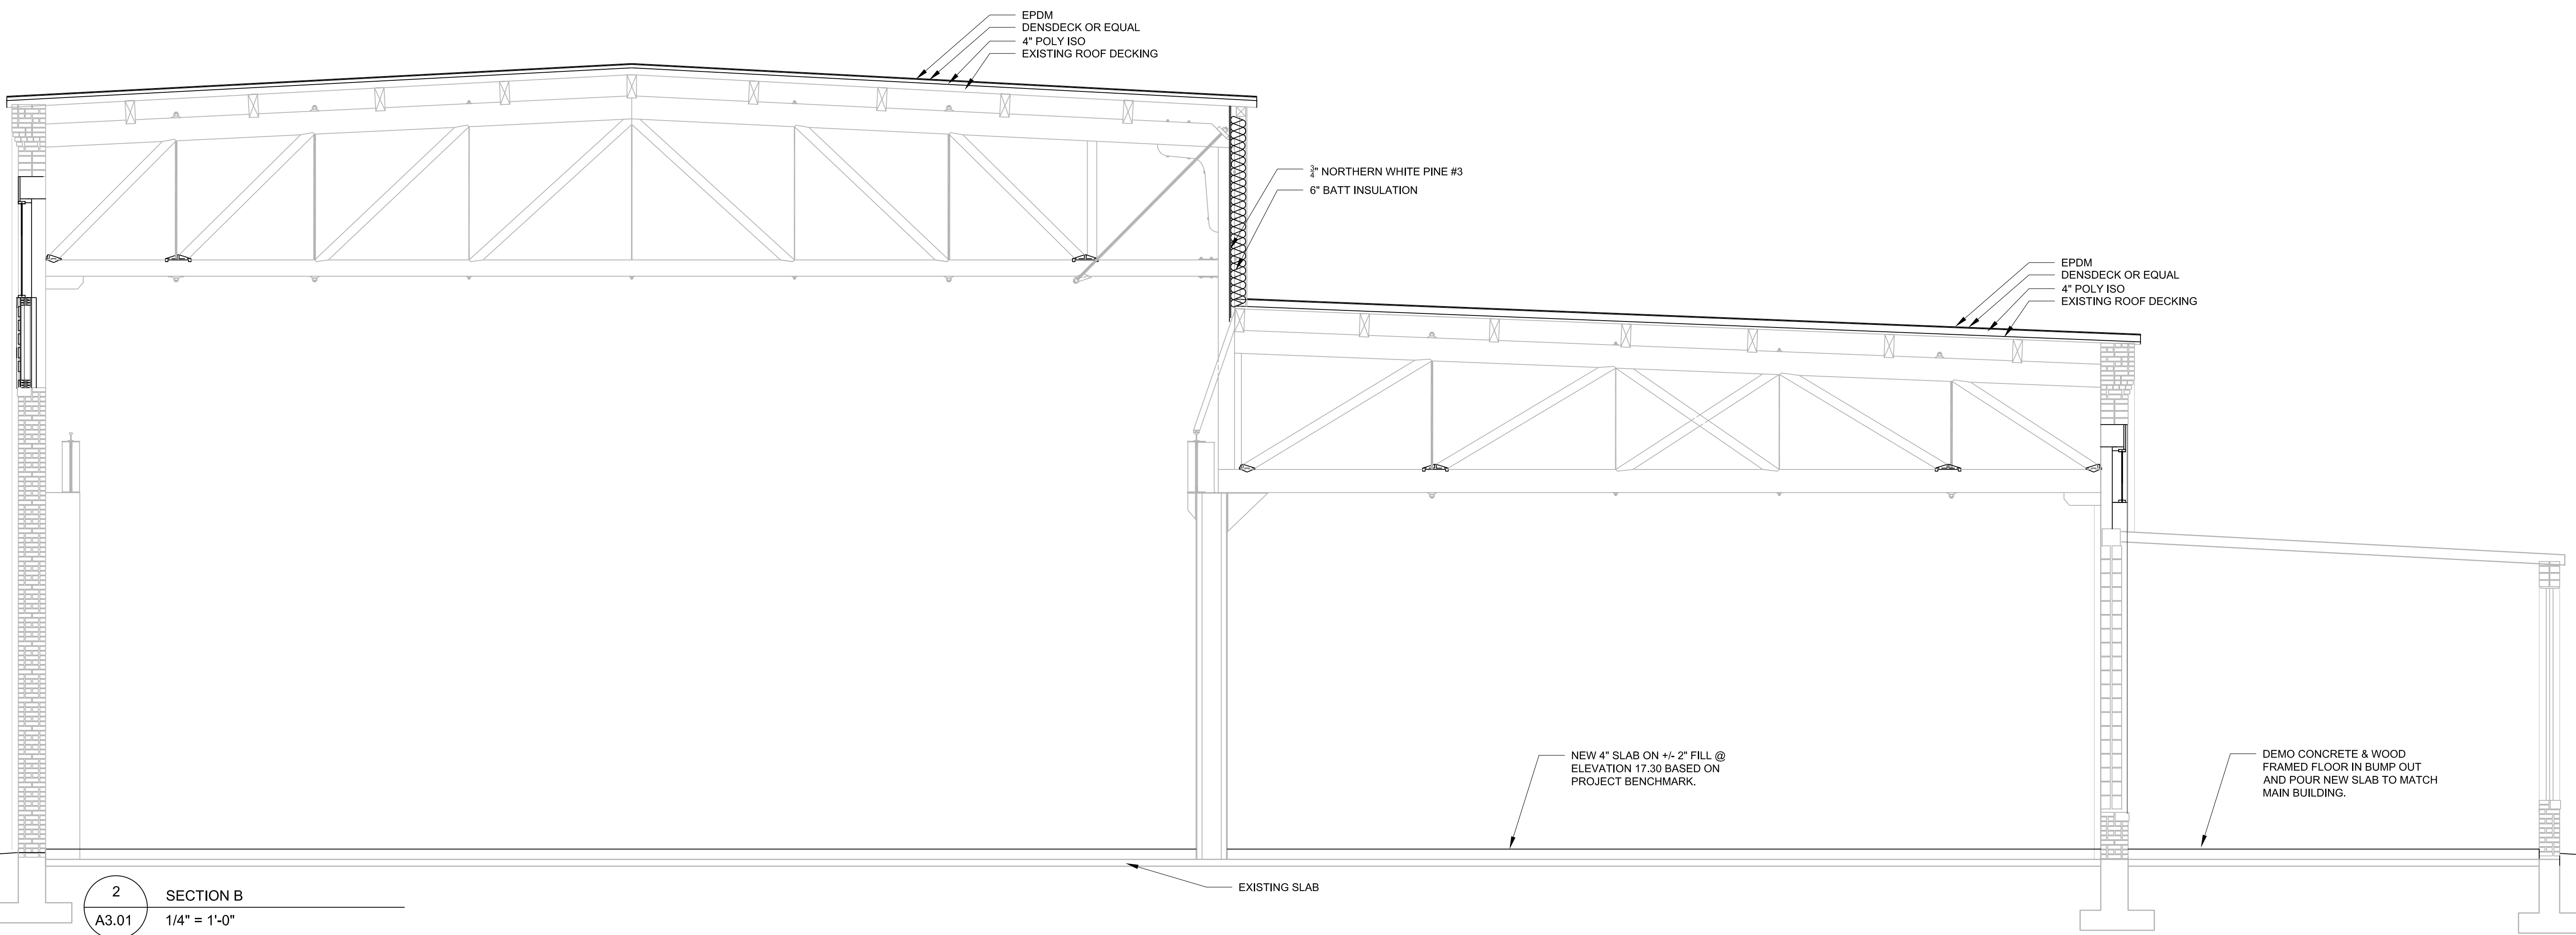 EPDM
DENSDECK OR EQUAL
4" POLY ISO
EXISTING ROOF DECKING
3/4" NORTHERN WHITE PINE #3
6" BATT INSULATION
EPDM
DENSDECK OR EQUAL
4" POLY ISO
EXISTING ROOF DECKING
NEW 4" SLAB ON +/- 2" FILL @
ELEVATION 17.30 BASED ON
PROJECT BENCHMARK.
DEMO CONCRETE & WOOD
FRAMED FLOOR IN BUMP OUT
AND POUR NEW SLAB TO MATCH
MAIN BUILDING.
EXISTING SLAB
2
A3.01
SECTION B
1/4" = 1'-0"